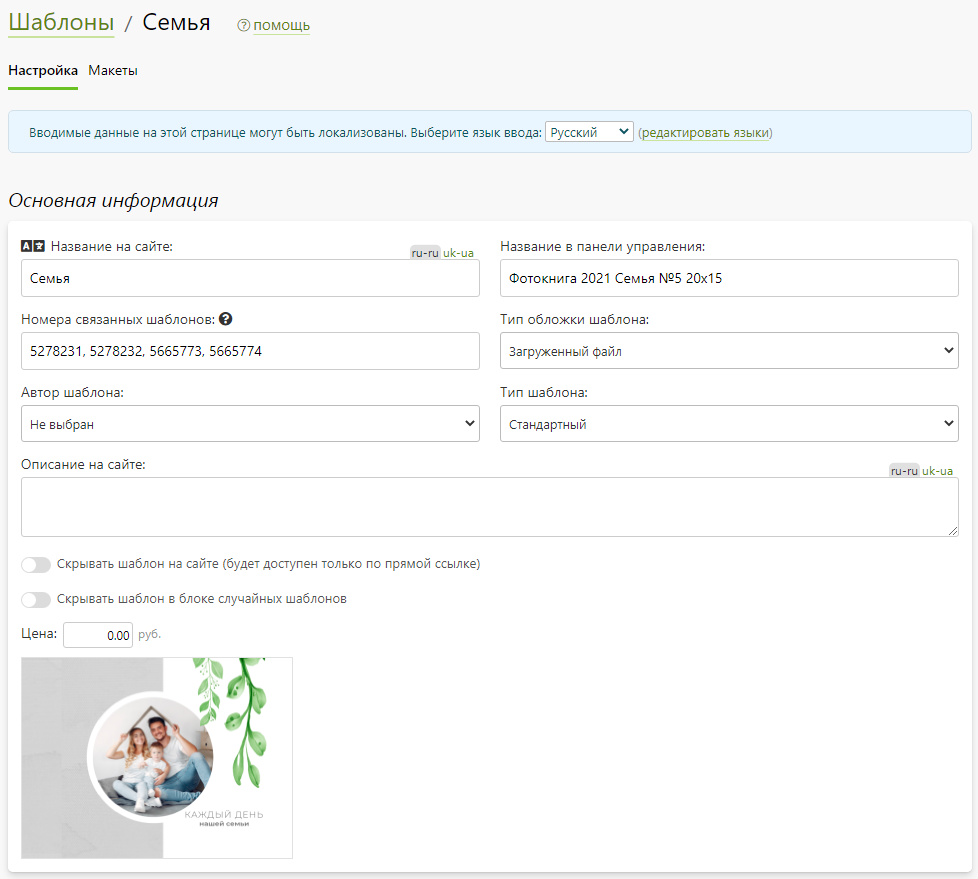 Шаблоны / Семья ? помощь
Настройка Макеты
Вводимые данные на этой странице могут быть локализованы. Выберите язык ввода: Русский (редактировать языки)
Основная информация
Название на сайте: ru-ru uk-ua
Семья
Название в панели управления:
Фотокнига 2021 Семья №5 20x15
Номера связанных шаблонов: ?
5278231, 5278232, 5665773, 5665774
Тип обложки шаблона:
Загруженный файл
Автор шаблона:
Не выбран
Тип шаблона:
Стандартный
Описание на сайте: ru-ru uk-ua
Скрывать шаблон на сайте (будет доступен только по прямой ссылке)
Скрывать шаблон в блоке случайных шаблонов
Цена: 0.00 руб.
КАЖДЫЙ ДЕНЬ
нашей семьи